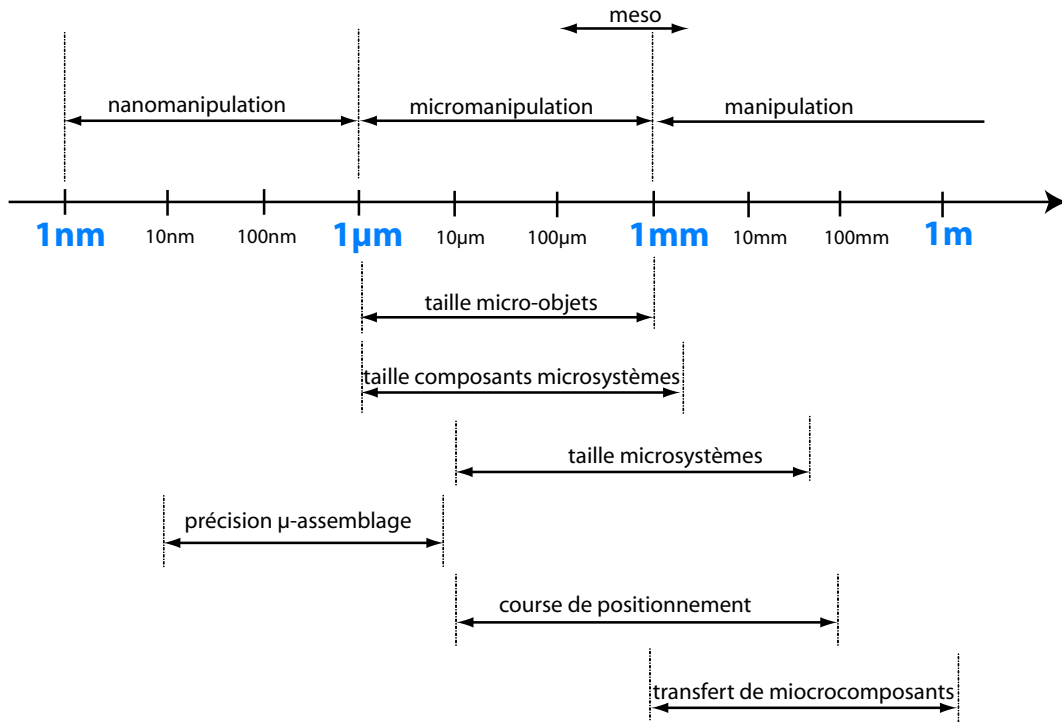 meso
nanomanipulation micromanipulation manipulation
1nm 10nm 100nm 1µm 10µm 100µm 1mm 10mm 100mm 1m
taille micro-objets
taille composants microsystèmes
taille microsystèmes
précision µ-assemblage
course de positionnement
transfert de miocrocomposants